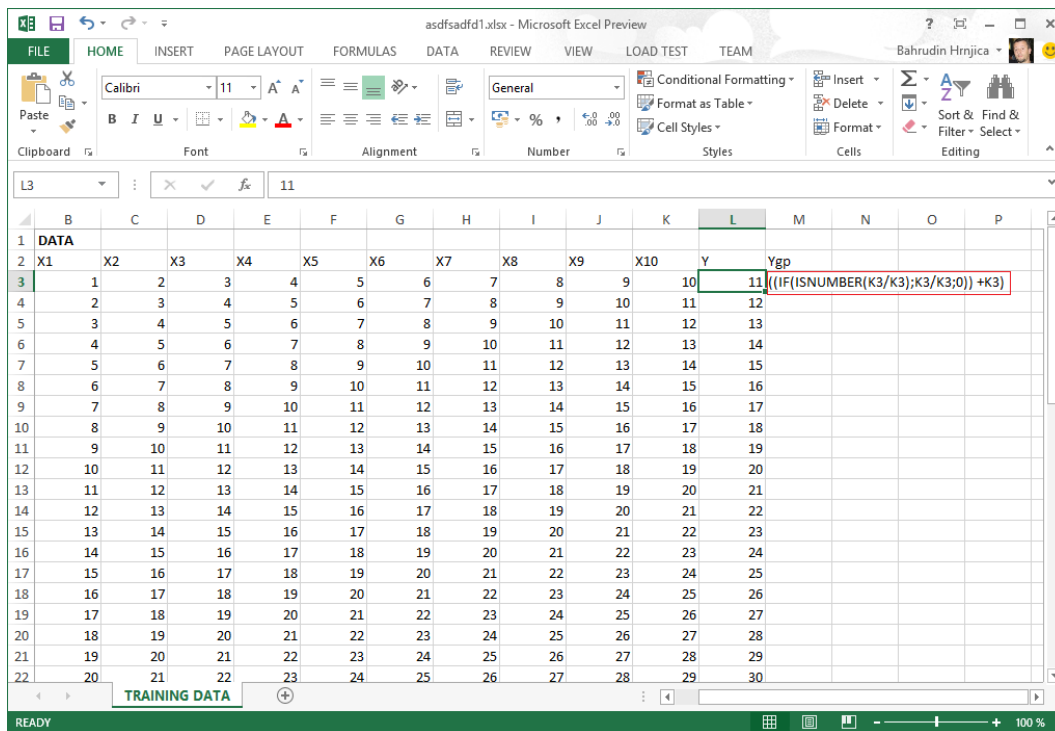 asdfsadfd1.xlsx - Microsoft Excel Preview
FILE HOME INSERT PAGE LAYOUT FORMULAS DATA REVIEW VIEW LOAD TEST TEAM Bahrudin Hrnjica
Calibri 11 A A General Conditional Formatting Insert Σ
Paste Format as Table Delete
B I U A % , Cell Styles Format Sort & Find &
Filter Select
Clipboard Font Alignment Number Styles Cells Editing
L3 fx 11
B C D E F G H I J K L M N O P
1 DATA
2 X1 X2 X3 X4 X5 X6 X7 X8 X9 X10 Y Ygp
3 1 2 3 4 5 6 7 8 9 10 11 ((IF(ISNUMBER(K3/K3);K3/K3;0)) +K3)
4 2 3 4 5 6 7 8 9 10 11 12
5 3 4 5 6 7 8 9 10 11 12 13
6 4 5 6 7 8 9 10 11 12 13 14
7 5 6 7 8 9 10 11 12 13 14 15
8 6 7 8 9 10 11 12 13 14 15 16
9 7 8 9 10 11 12 13 14 15 16 17
10 8 9 10 11 12 13 14 15 16 17 18
11 9 10 11 12 13 14 15 16 17 18 19
12 10 11 12 13 14 15 16 17 18 19 20
13 11 12 13 14 15 16 17 18 19 20 21
14 12 13 14 15 16 17 18 19 20 21 22
15 13 14 15 16 17 18 19 20 21 22 23
16 14 15 16 17 18 19 20 21 22 23 24
17 15 16 17 18 19 20 21 22 23 24 25
18 16 17 18 19 20 21 22 23 24 25 26
19 17 18 19 20 21 22 23 24 25 26 27
20 18 19 20 21 22 23 24 25 26 27 28
21 19 20 21 22 23 24 25 26 27 28 29
22 20 21 22 23 24 25 26 27 28 29 30
TRAINING DATA
READY 100 %